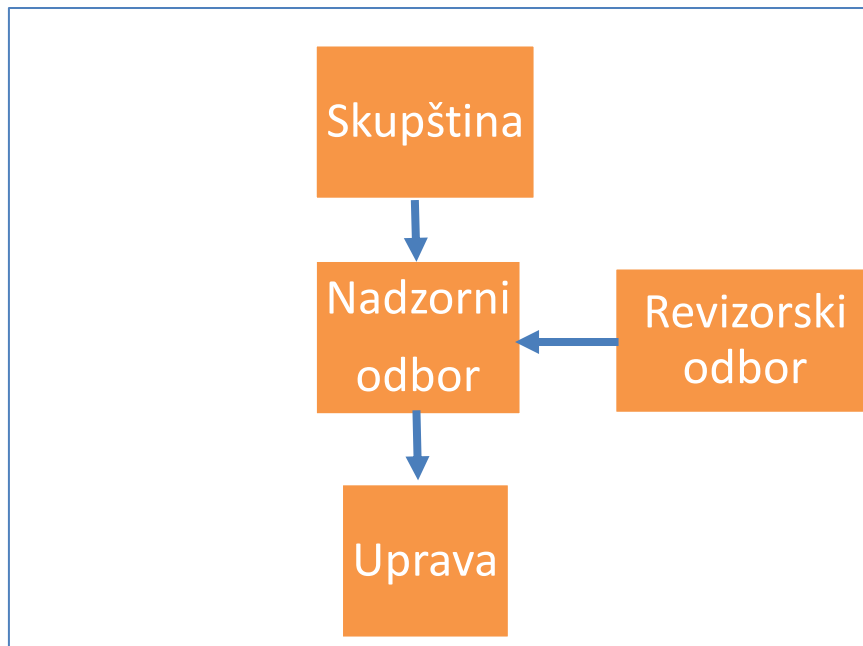 Skupština
Nadzorni
odbor
Revizorski
odbor
Uprava